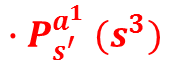 · P_{s′}^{a^1} (s^3)